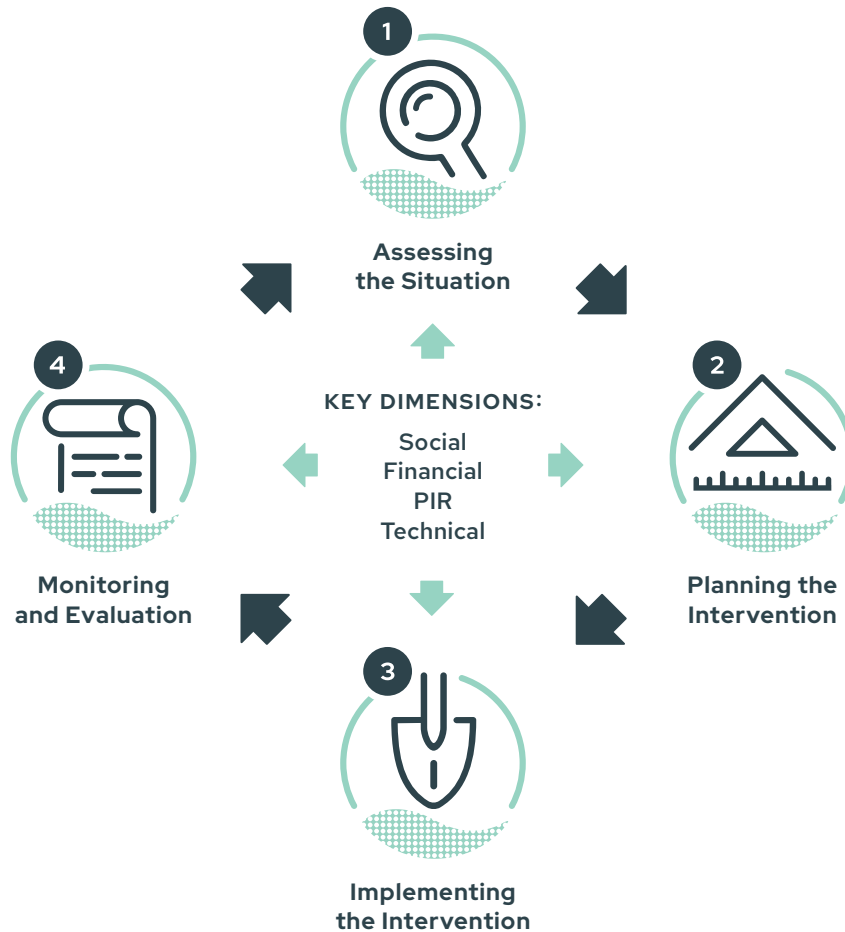 1
Assessing
the Situation
2
Planning the
Intervention
3
Implementing
the Intervention
4
Monitoring
and Evaluation
KEY DIMENSIONS:
Social
Financial
PIR
Technical